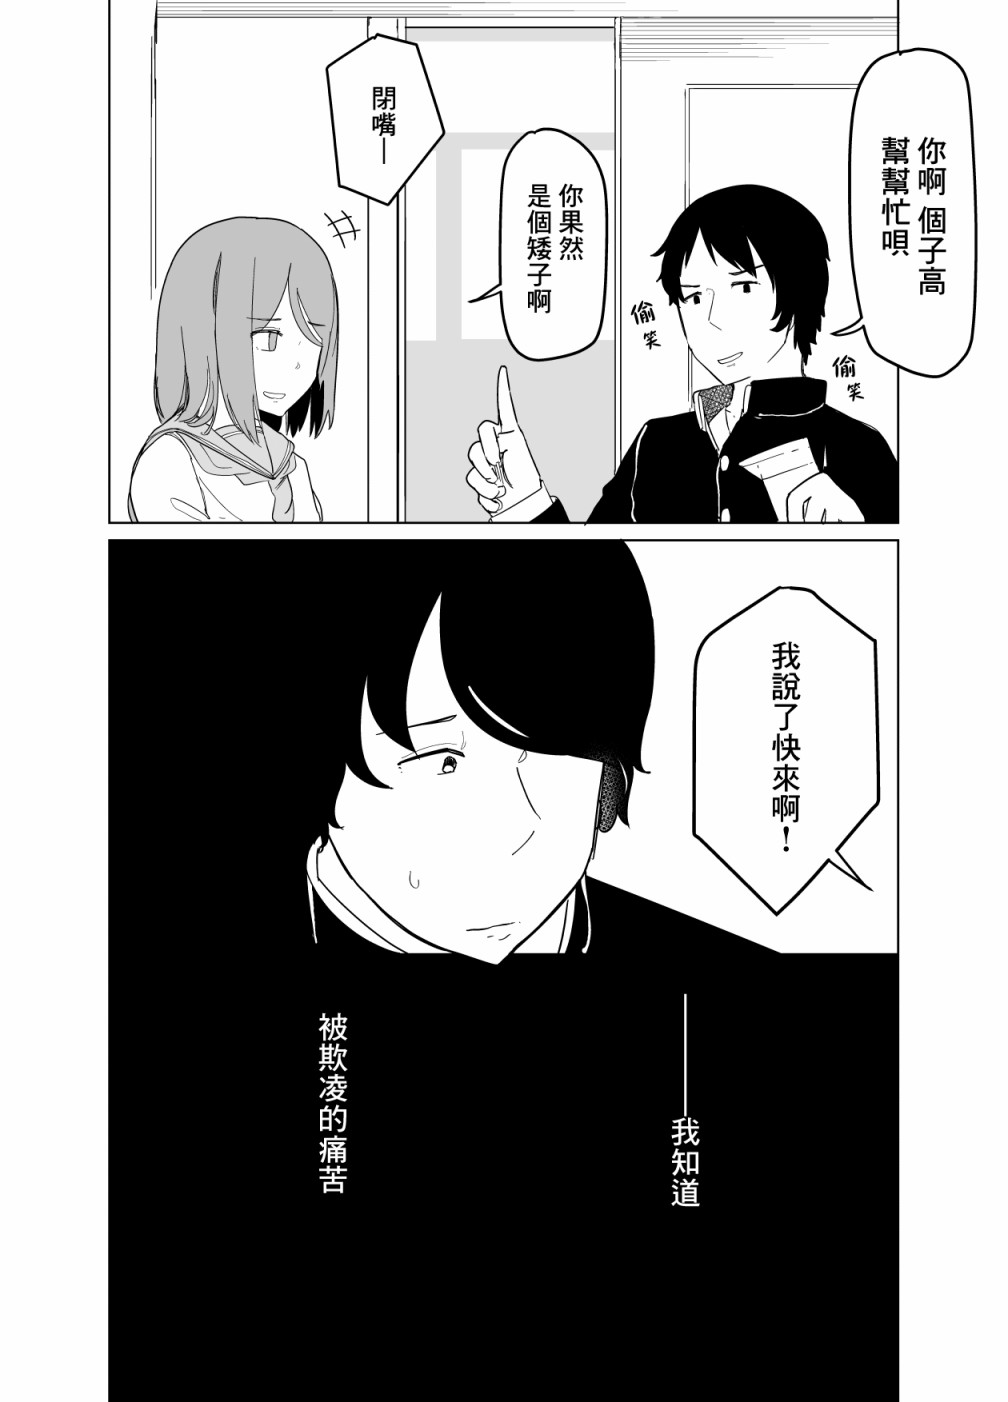 你啊 個子高
幫幫忙唄
偷笑
偷笑
你果然
是個矮子啊
閉嘴—
我說了快來啊！
——我知道
被欺凌的痛苦